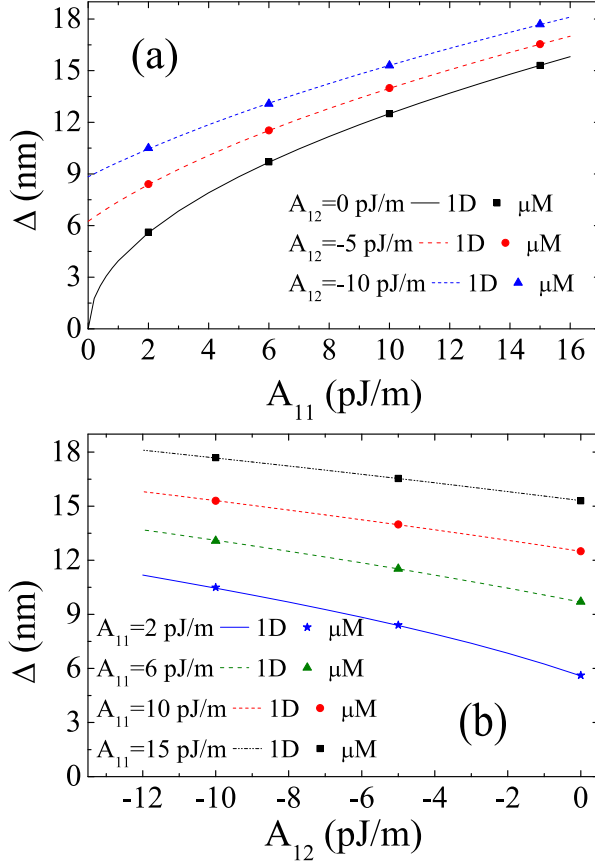 (a)
Δ (nm)
18
15
12
9
6
3
0
A₁₂=0 pJ/m 1D μM
A₁₂=-5 pJ/m 1D μM
A₁₂=-10 pJ/m 1D μM
0 2 4 6 8 10 12 14 16
A₁₁ (pJ/m)
Δ (nm)
18
15
12
9
6
3
0
A₁₁=2 pJ/m 1D μM
A₁₁=6 pJ/m 1D μM
A₁₁=10 pJ/m 1D μM
A₁₁=15 pJ/m 1D μM
(b)
-12 -10 -8 -6 -4 -2 0
A₁₂ (pJ/m)